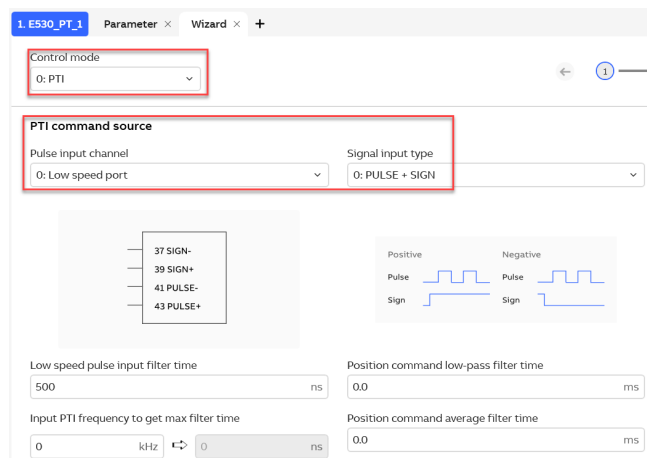 1. E530_PT_1 Parameter × Wizard × +
Control mode
0: PTI
1
PTI command source
Pulse input channel Signal input type
0: Low speed port 0: PULSE + SIGN
37 SIGN-
39 SIGN+
41 PULSE-
43 PULSE+
Positive Negative
Pulse Pulse
Sign Sign
Low speed pulse input filter time Position command low-pass filter time
500 ns 0.0 ms
Input PTI frequency to get max filter time Position command average filter time
0 kHz 0 ns 0.0 ms